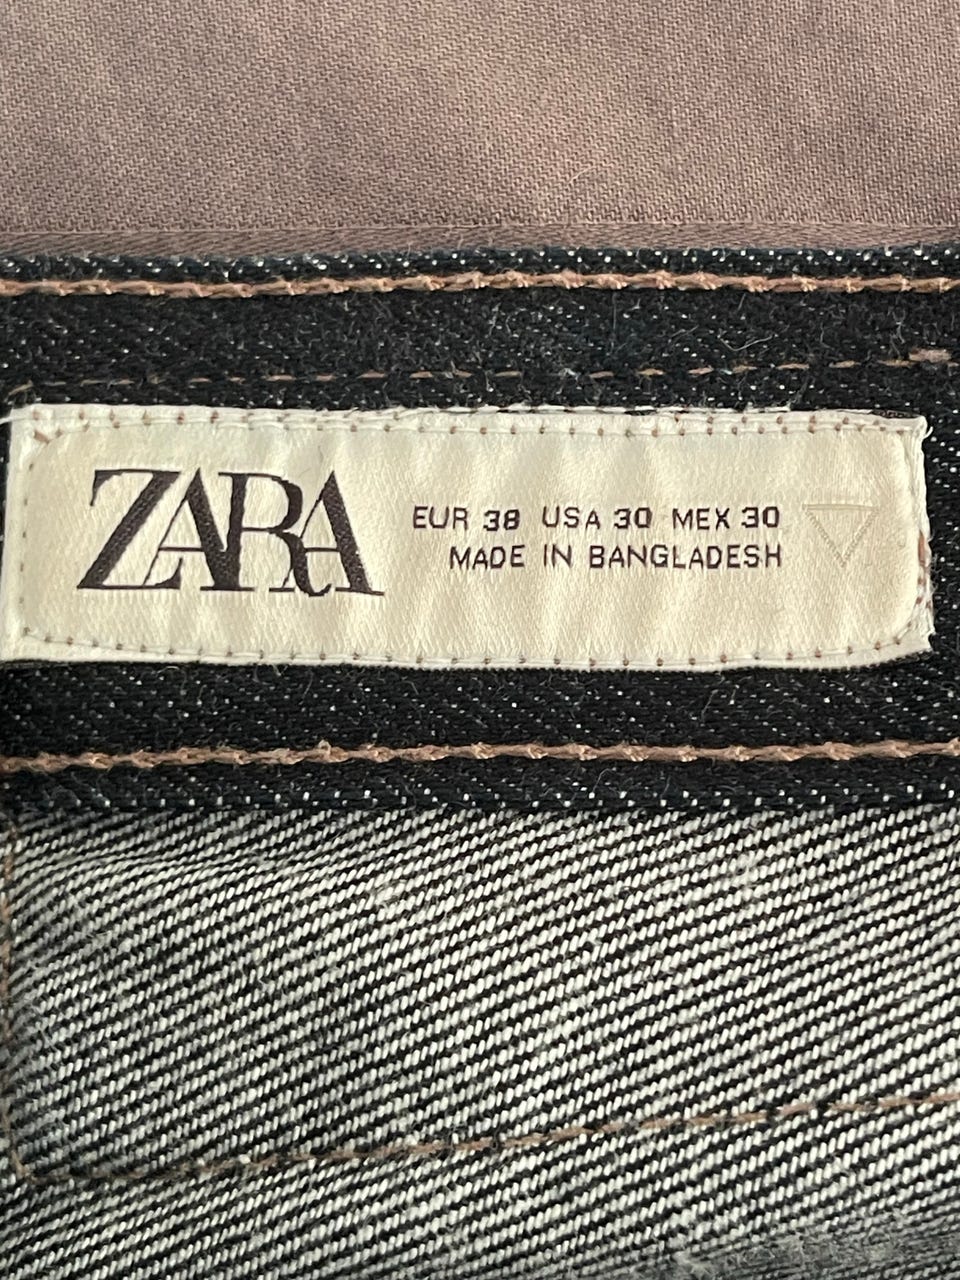 ZARA
EUR 38 USA 30 MEX 30
MADE IN BANGLADESH